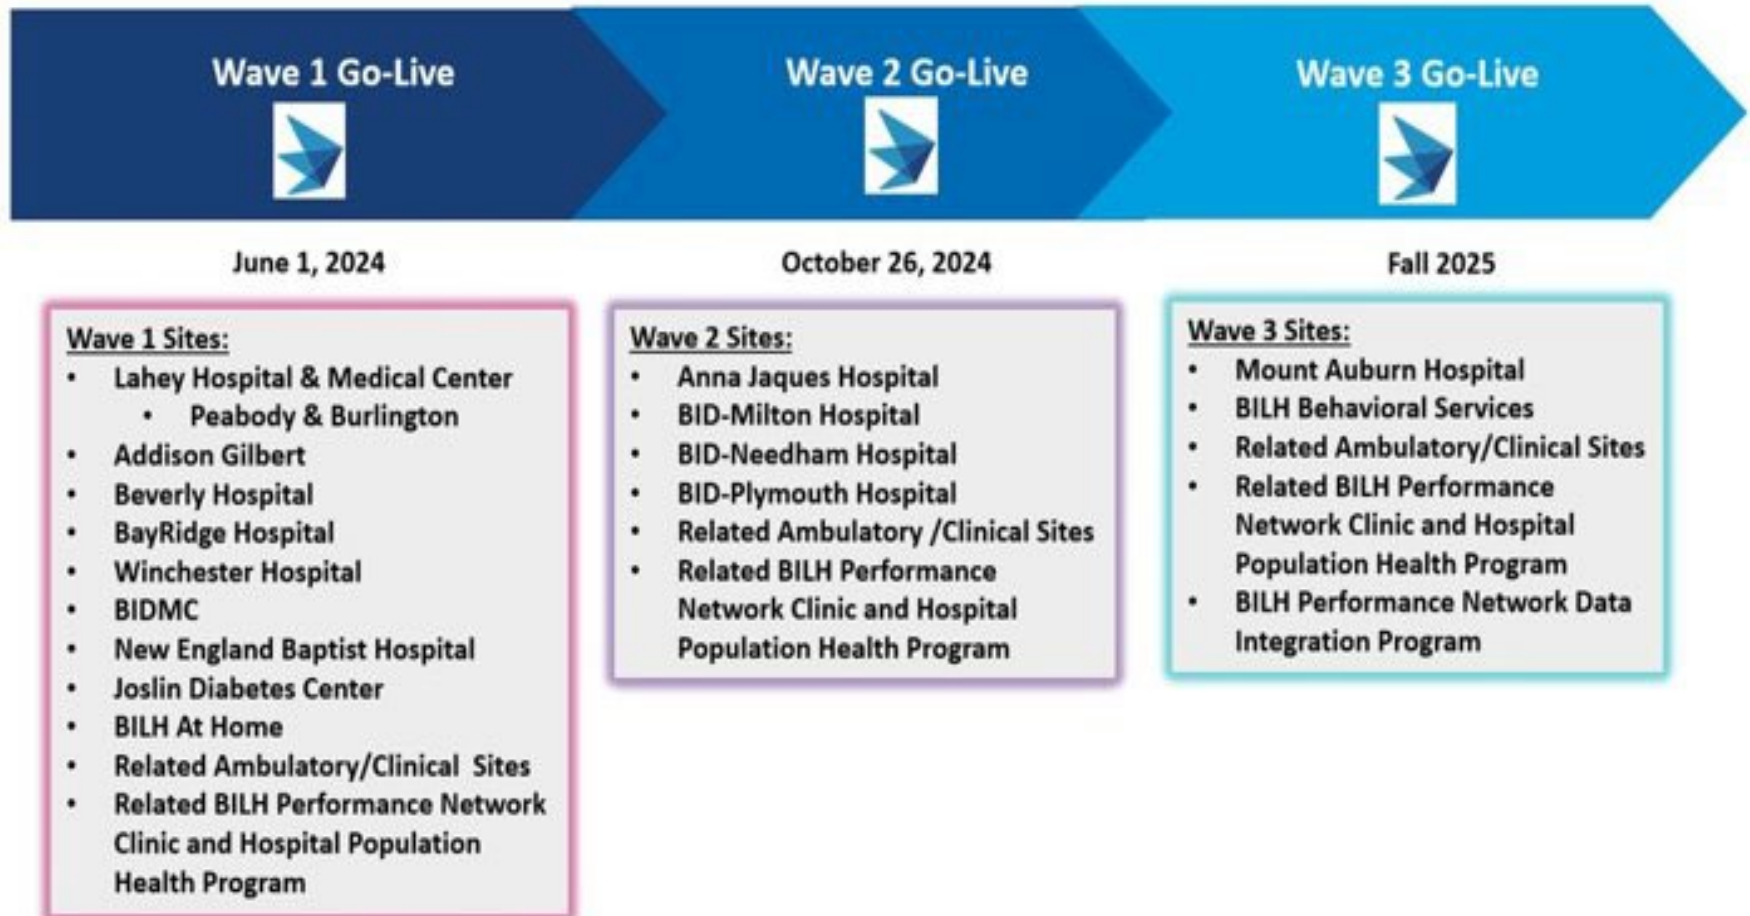 Wave 1 Go-Live
Wave 2 Go-Live
Wave 3 Go-Live
June 1, 2024
October 26, 2024
Fall 2025
Wave 1 Sites:
• Lahey Hospital & Medical Center
• Peabody & Burlington
• Addison Gilbert
• Beverly Hospital
• BayRidge Hospital
• Winchester Hospital
• BIDMC
• New England Baptist Hospital
• Joslin Diabetes Center
• BILH At Home
• Related Ambulatory/Clinical Sites
• Related BILH Performance Network
Clinic and Hospital Population
Health Program
Wave 2 Sites:
• Anna Jaques Hospital
• BID-Milton Hospital
• BID-Needham Hospital
• BID-Plymouth Hospital
• Related Ambulatory /Clinical Sites
• Related BILH Performance
Network Clinic and Hospital
Population Health Program
Wave 3 Sites:
• Mount Auburn Hospital
• BILH Behavioral Services
• Related Ambulatory/Clinical Sites
• Related BILH Performance
Network Clinic and Hospital
Population Health Program
• BILH Performance Network Data
Integration Program